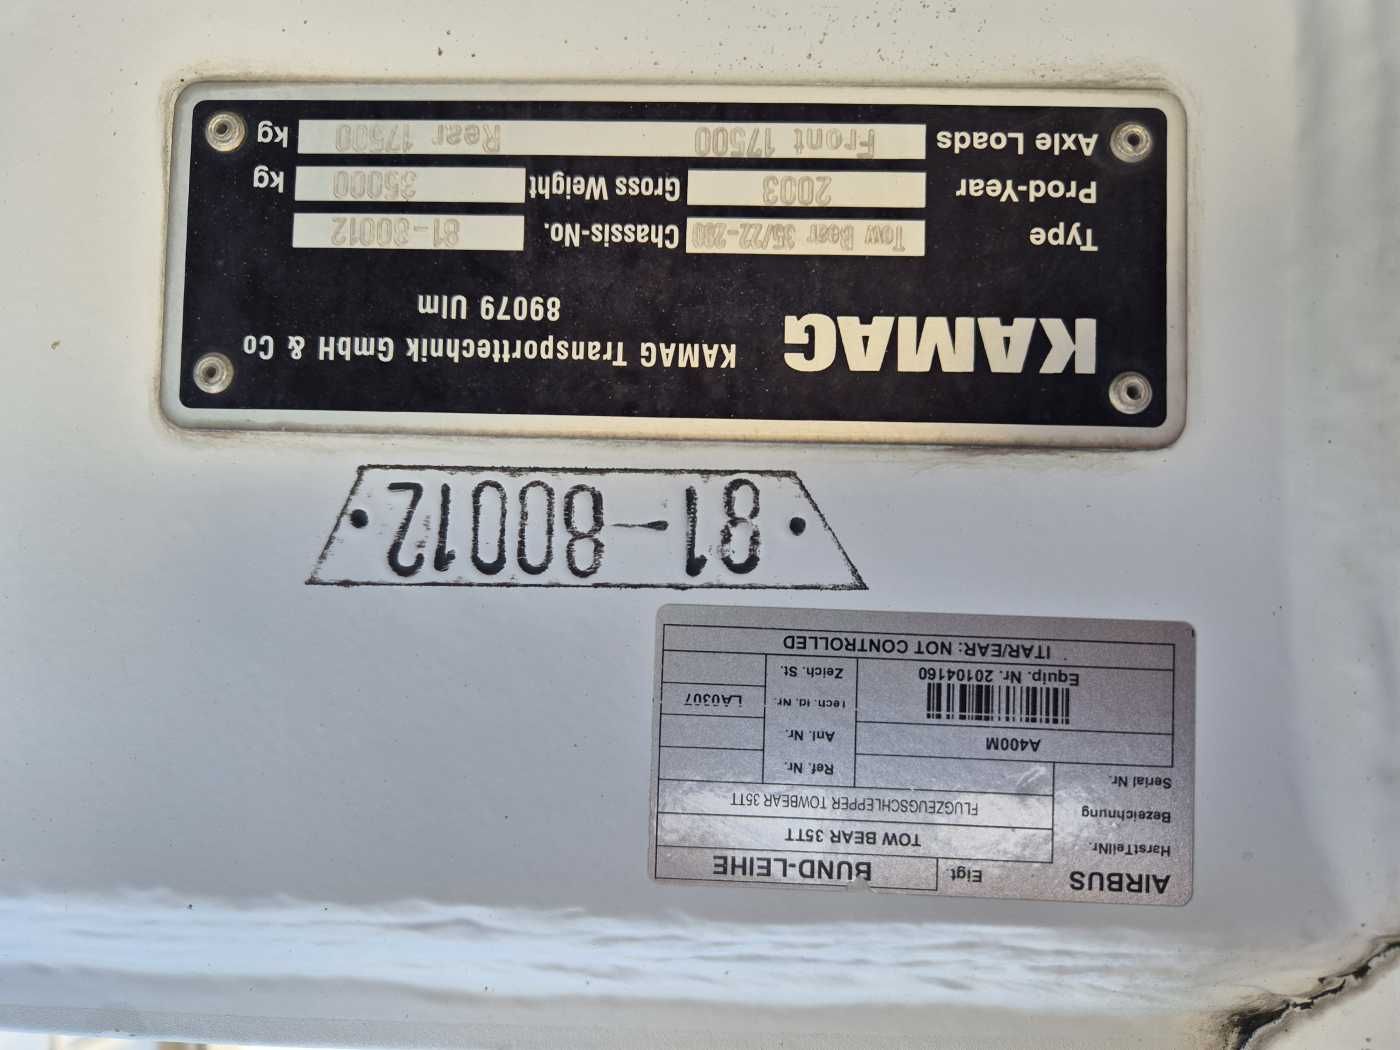 KAMAG KAMAG Transporttechnik GmbH & Co
89079 Ulm
Type Tow Bear 35/22-280 Chassis-No. 81-80012
Prod-Year 2003 Gross Weight 35000 kg
Axle Loads Front 17500 Rear 17500 kg
81-80012
AIRBUS Eigt. BUND-LEIHE
HarstTeilNr. TOW BEAR 35TT
Bezeichnung FLUGZEUGSCHLEPPER TOWBEAR 35TT
Serial Nr. Ref. Nr.
A400M Anl. Nr.
Tech. Id. Nr. LA0307
Equip. Nr. 20104160 Zeich. St.
ITAR/EAR: NOT CONTROLLED